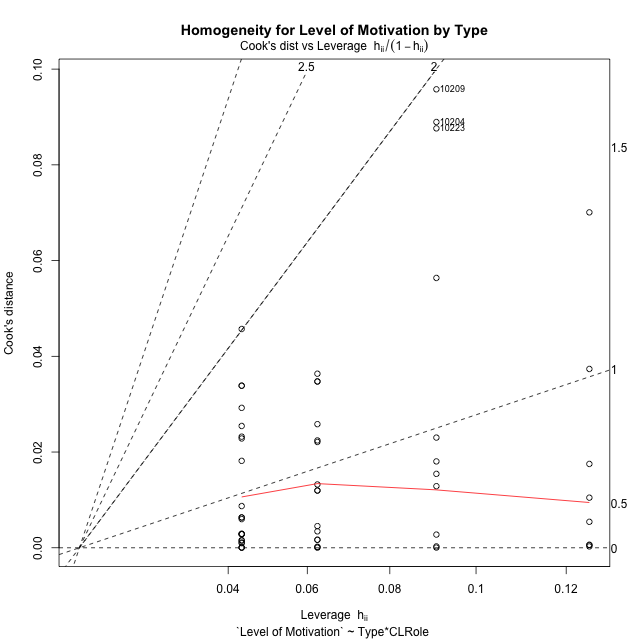 Homogeneity for Level of Motivation by Type
Cook's dist vs Leverage hᵢᵢ/(1 − hᵢᵢ)
2.5
2
10209
10204
10223
1.5
1
0.5
0
0.10
0.08
0.06
0.04
0.02
0.00
Cook's distance
0.04 0.06 0.08 0.1 0.12
Leverage hᵢᵢ
`Level of Motivation` ~ Type*CLRole